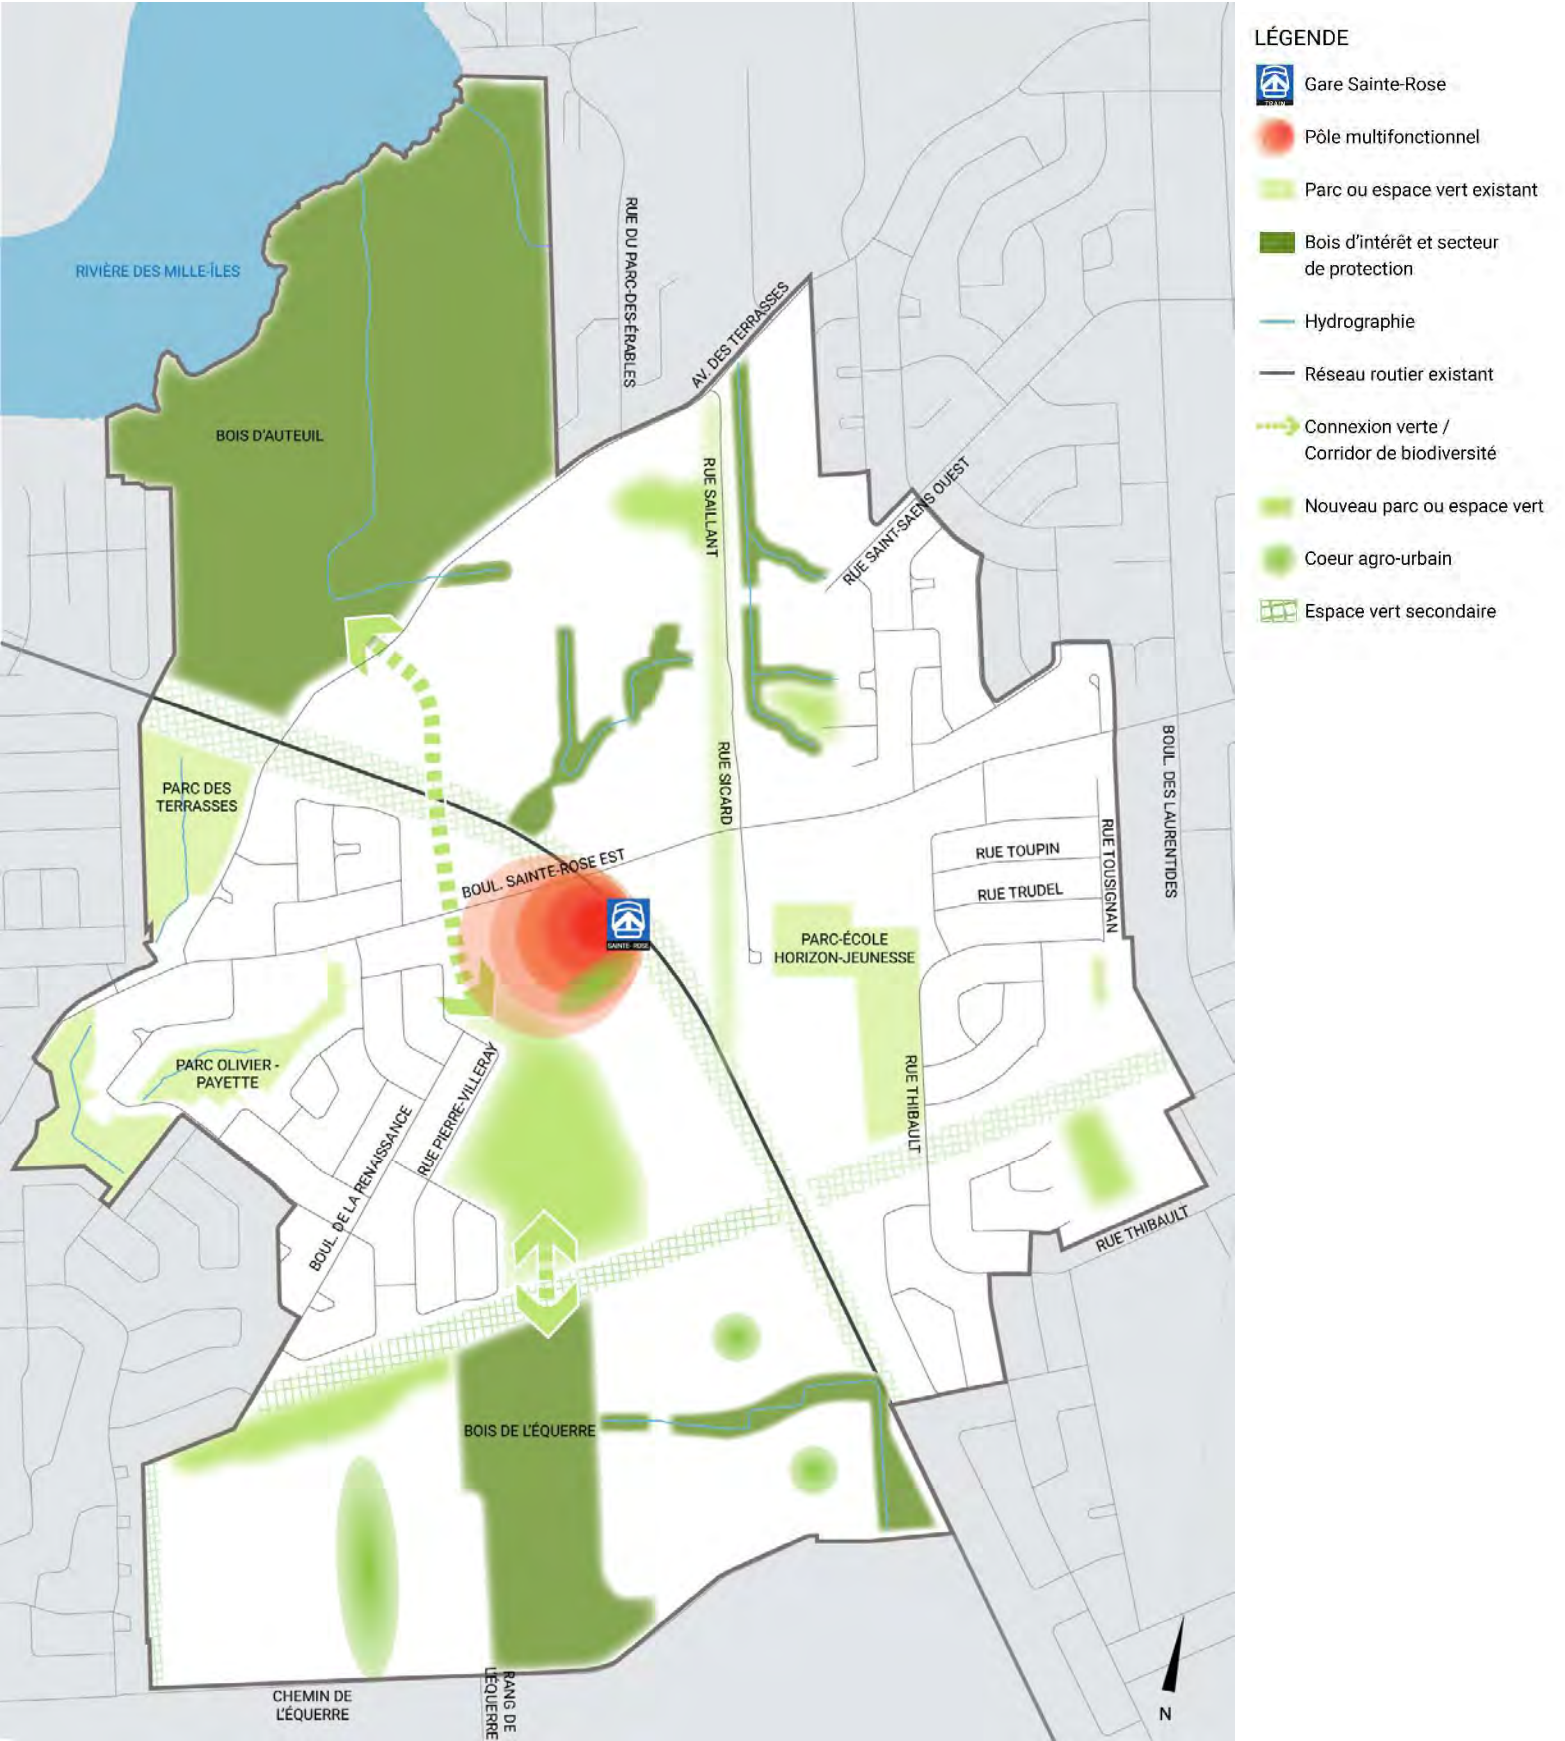 LÉGENDE
TRAIN
Gare Sainte-Rose
Pôle multifonctionnel
Parc ou espace vert existant
Bois d'intérêt et secteur
de protection
Hydrographie
Réseau routier existant
Connexion verte /
Corridor de biodiversité
Nouveau parc ou espace vert
Coeur agro-urbain
Espace vert secondaire
RIVIÈRE DES MILLE-ÎLES
RUE DU PARC-DES-ÉRABLES
AV. DES TERRASSES
BOIS D'AUTEUIL
RUE SAILLANT
RUE SAINT-SAENS OUEST
PARC DES
TERRASSES
RUE SICARD
BOUL. DES LAURENTIDES
BOUL. SAINTE-ROSE EST
RUE TOUPIN
RUE TRUDEL
RUE TOUSIGNAN
SAINTE-ROSE
PARC-ÉCOLE
HORIZON-JEUNESSE
PARC OLIVIER-
PAYETTE
RUE PIERRE-VILLERAY
BOUL. DE LA RENAISSANCE
RUE THIBAULT
RUE THIBAULT
BOIS DE L'ÉQUERRE
CHEMIN DE
L'ÉQUERRE
RANG DE
L'ÉQUERRE
N